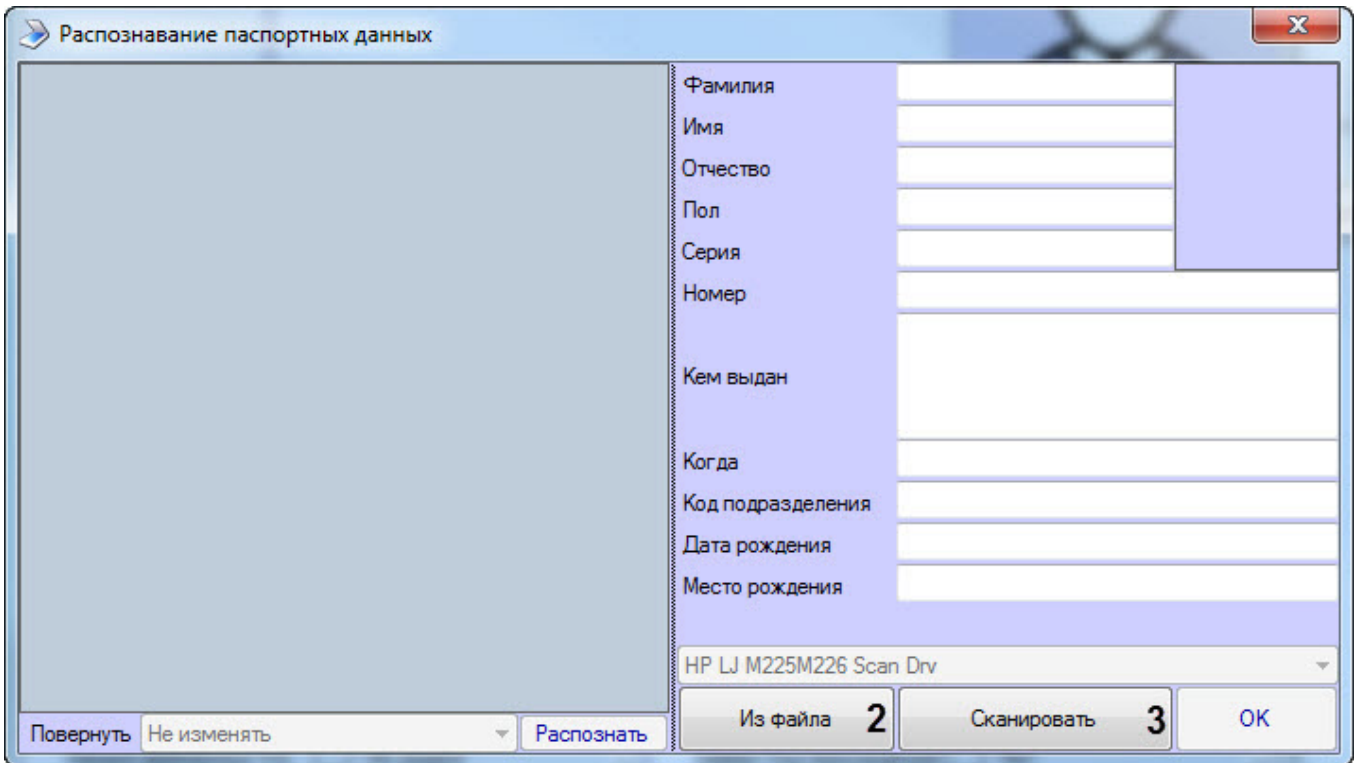 Распознавание паспортных данных
Фамилия
Имя
Отчество
Пол
Серия
Номер
Кем выдан
Когда
Код подразделения
Дата рождения
Место рождения
HP LJ M225M226 Scan Drv
Из файла 2 Сканировать 3 OK
Повернуть Не изменять Распознать